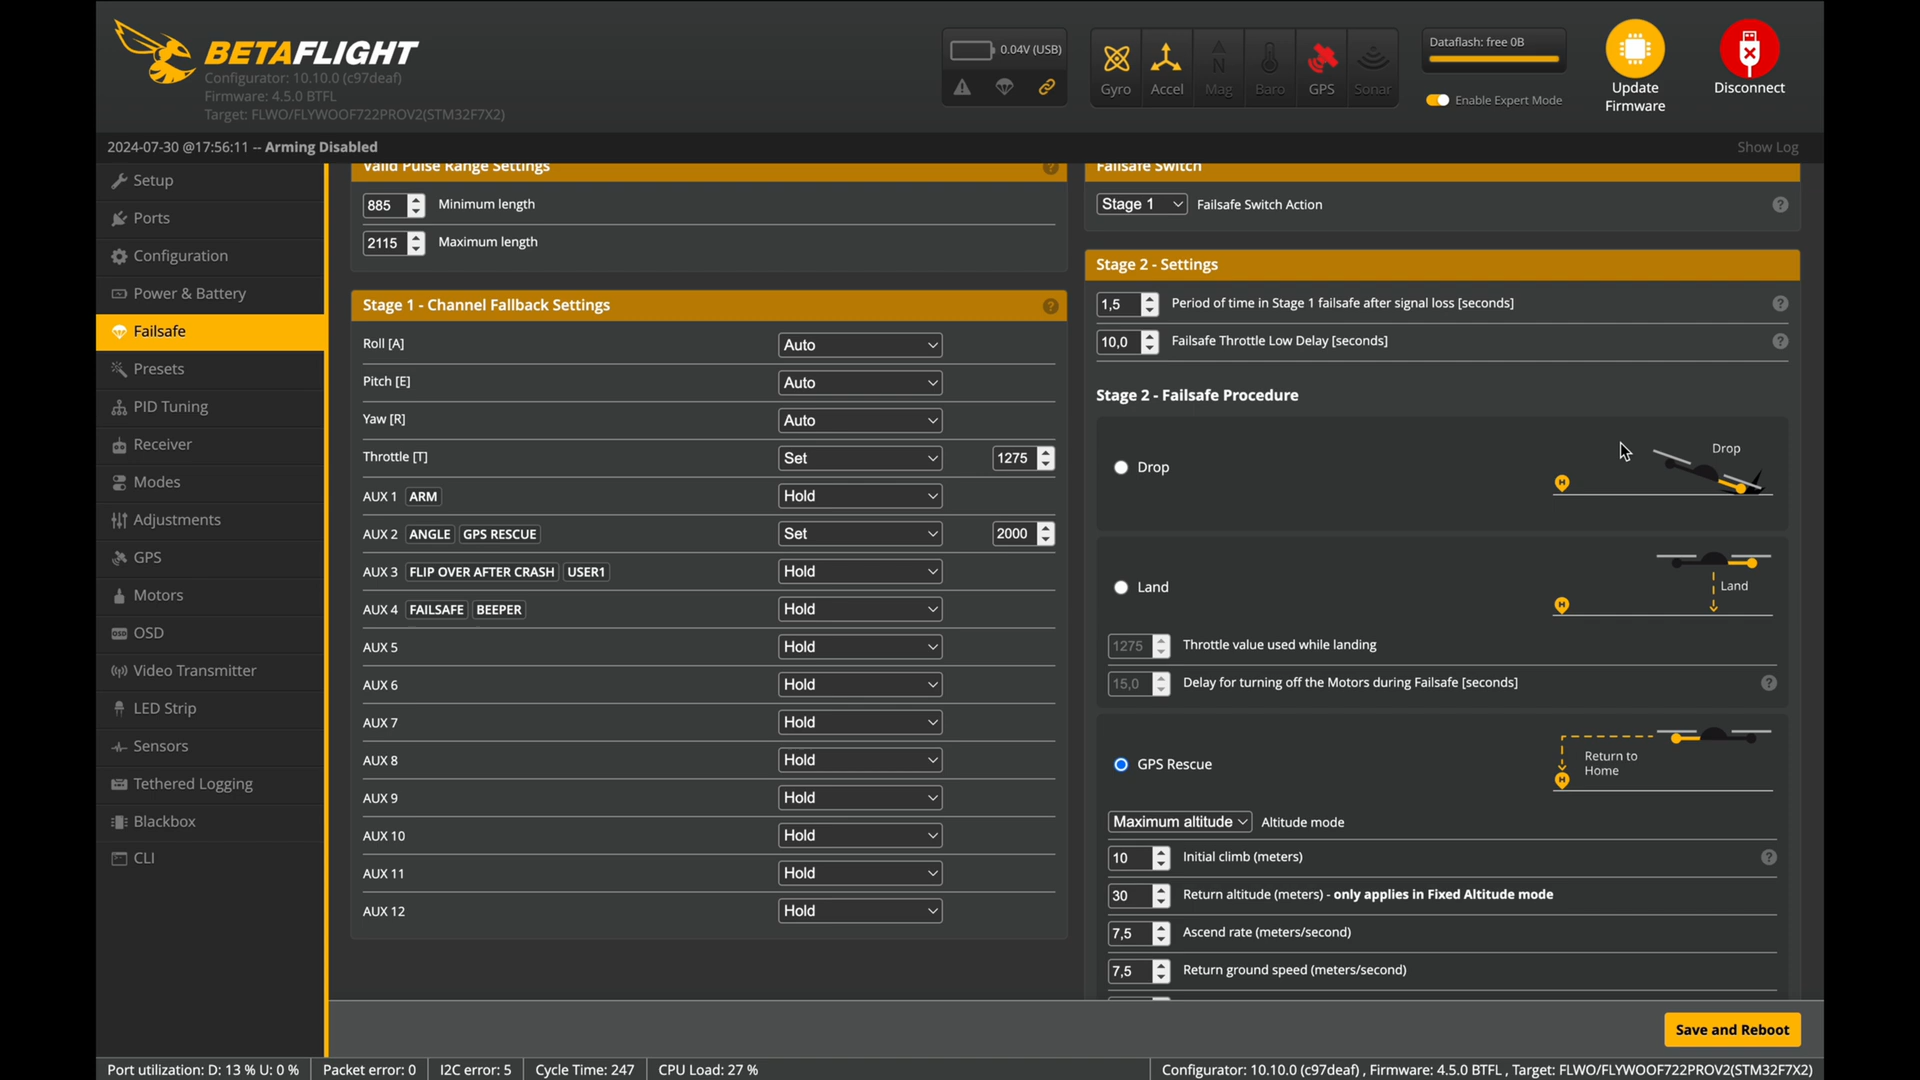 BETAFLIGHT
Configurator: 10.10.0 (c97deaf)
Firmware: 4.5.0 BTFL
Target: FLWO/FLYWOOF722PROV2(STM32F7X2)
0.04V (USB)
Gyro
Accel
Mag
Baro
GPS
Sonar
Dataflash: free 0B
Enable Expert Mode
Update Firmware
Disconnect
2024-07-30 @17:56:11 -- Arming Disabled
Show Log
Setup
Ports
Configuration
Power & Battery
Failsafe
Presets
PID Tuning
Receiver
Modes
Adjustments
GPS
Motors
OSD
Video Transmitter
LED Strip
Sensors
Tethered Logging
Blackbox
CLI
Valid Pulse Range Settings
885 Minimum length
2115 Maximum length
Stage 1 - Channel Fallback Settings
Roll [A] Auto
Pitch [E] Auto
Yaw [R] Auto
Throttle [T] Set 1275
AUX 1 ARM Hold
AUX 2 ANGLE GPS RESCUE Set 2000
AUX 3 FLIP OVER AFTER CRASH USER1 Hold
AUX 4 FAILSAFE BEEPER Hold
AUX 5 Hold
AUX 6 Hold
AUX 7 Hold
AUX 8 Hold
AUX 9 Hold
AUX 10 Hold
AUX 11 Hold
AUX 12 Hold
Failsafe Switch
Stage 1 Failsafe Switch Action
Stage 2 - Settings
1,5 Period of time in Stage 1 failsafe after signal loss [seconds]
10,0 Failsafe Throttle Low Delay [seconds]
Stage 2 - Failsafe Procedure
Drop
Drop
H
Land
Land
H
1275 Throttle value used while landing
15,0 Delay for turning off the Motors during Failsafe [seconds]
GPS Rescue
Return to Home
H
Maximum altitude Altitude mode
10 Initial climb (meters)
30 Return altitude (meters) - only applies in Fixed Altitude mode
7,5 Ascend rate (meters/second)
7,5 Return ground speed (meters/second)
Save and Reboot
Port utilization: D: 13 % U: 0 %
Packet error: 0
I2C error: 5
Cycle Time: 247
CPU Load: 27 %
Configurator: 10.10.0 (c97deaf) , Firmware: 4.5.0 BTFL , Target: FLWO/FLYWOOF722PROV2(STM32F7X2)